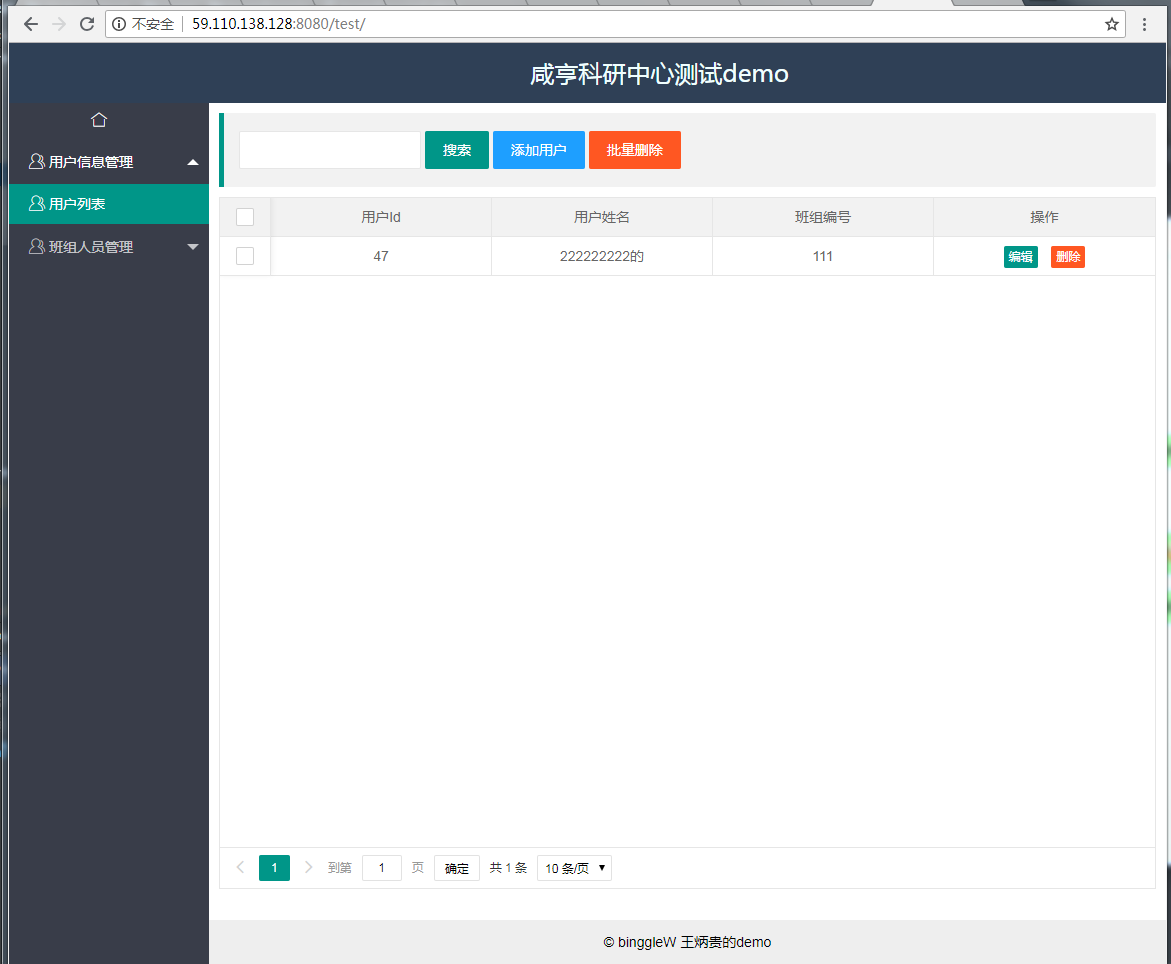 不安全 59.110.138.128:8080/test/
咸亨科研中心测试demo
用户信息管理
用户列表
班组人员管理
搜索 添加用户 批量删除
用户Id 用户姓名 班组编号 操作
47 222222222的 111 编辑 删除
1 到第 1 页 确定 共 1 条 10 条/页
© binggleW 王炳贵的demo